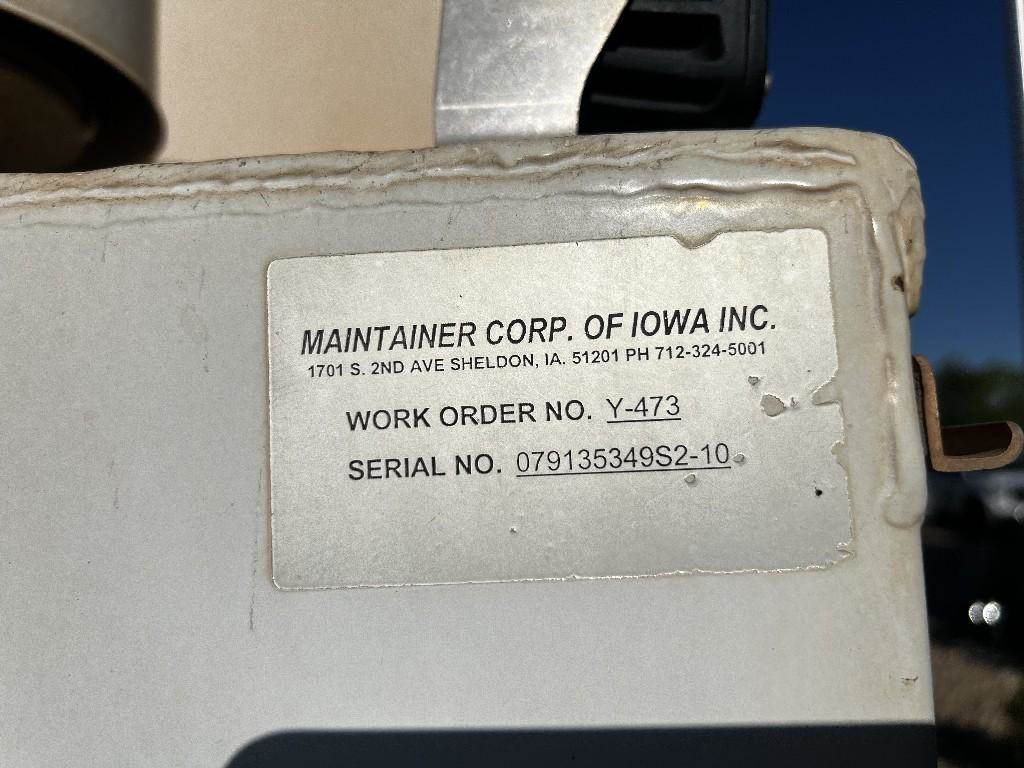 MAINTAINER CORP. OF IOWA INC.
1701 S. 2ND AVE SHELDON, IA. 51201 PH 712-324-5001
WORK ORDER NO. Y-473
SERIAL NO. 079135349S2-10